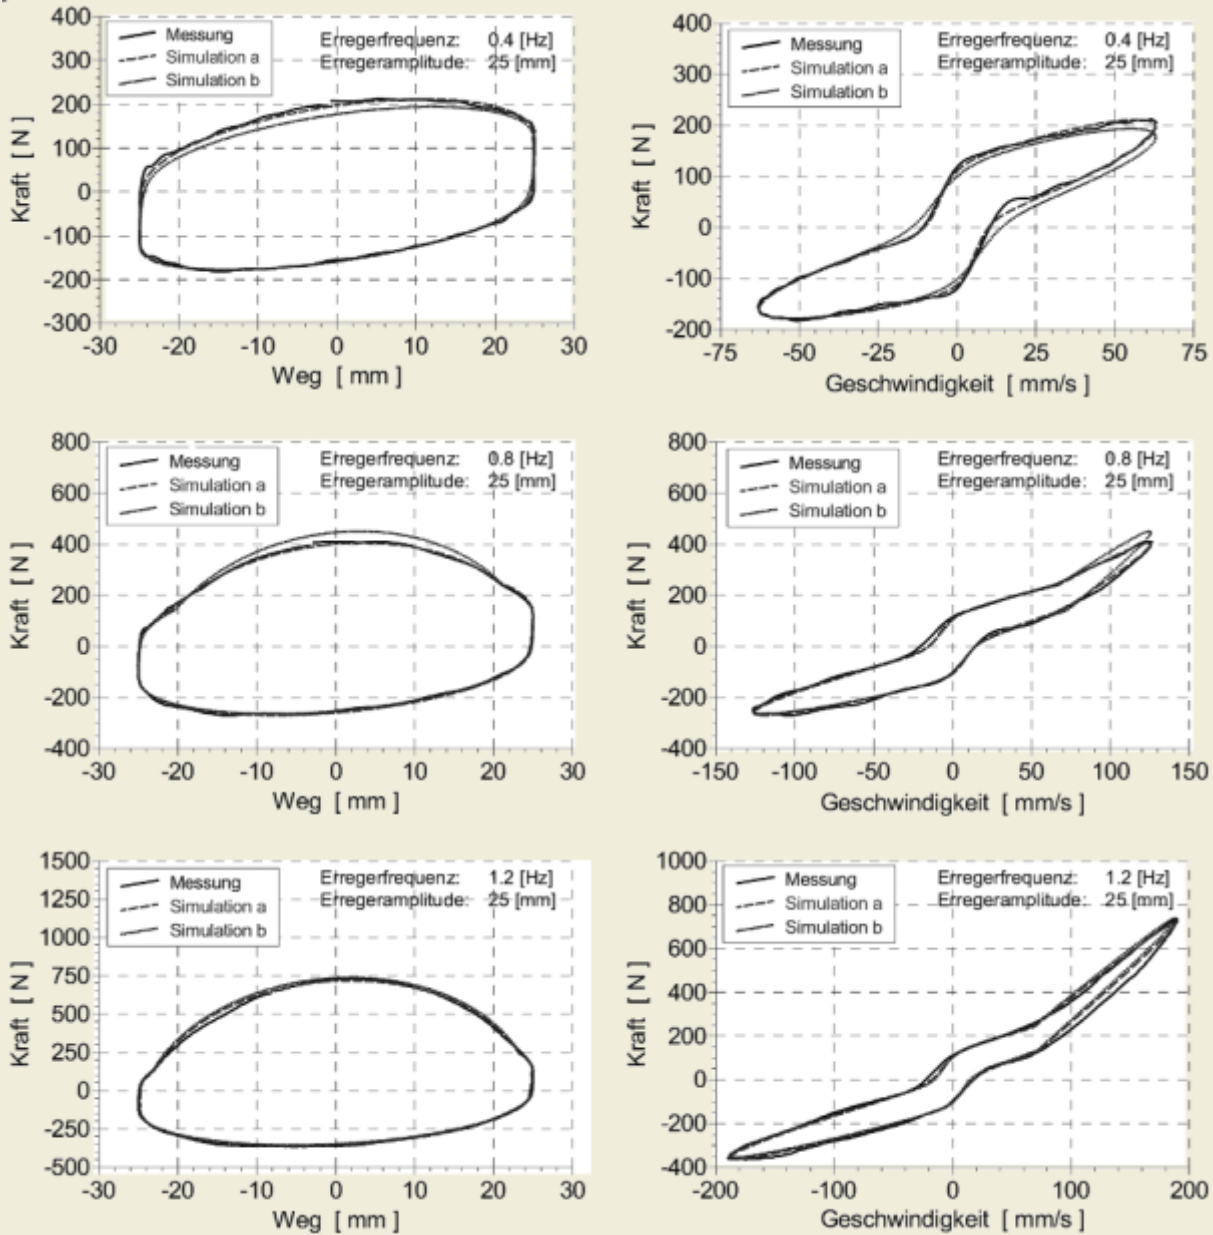 400
300
200
100
0
-100
-200
-300
Kraft [ N ]
Messung
Simulation a
Simulation b
Erregerfrequenz: 0.4 [Hz]
Erregeramplitude: 25 [mm]
-30 -20 -10 0 10 20 30
Weg [ mm ]
400
300
200
100
0
-100
-200
Kraft [ N ]
Messung
Simulation a
Simulation b
Erregerfrequenz: 0.4 [Hz]
Erregeramplitude: 25 [mm]
-75 -50 -25 0 25 50 75
Geschwindigkeit [ mm/s ]
800
600
400
200
0
-200
-400
Kraft [ N ]
Messung
Simulation a
Simulation b
Erregerfrequenz: 0.8 [Hz]
Erregeramplitude: 25 [mm]
-30 -20 -10 0 10 20 30
Weg [ mm ]
800
600
400
200
0
-200
-400
Kraft [ N ]
Messung
Simulation a
Simulation b
Erregerfrequenz: 0.8 [Hz]
Erregeramplitude: 25 [mm]
-150 -100 -50 0 50 100 150
Geschwindigkeit [ mm/s ]
1500
1250
1000
750
500
250
0
-250
-500
Kraft [ N ]
Messung
Simulation a
Simulation b
Erregerfrequenz: 1.2 [Hz]
Erregeramplitude: 25 [mm]
-30 -20 -10 0 10 20 30
Weg [ mm ]
1000
800
600
400
200
0
-200
-400
Kraft [ N ]
Messung
Simulation a
Simulation b
Erregerfrequenz: 1.2 [Hz]
Erregeramplitude: 25 [mm]
-200 -100 0 100 200
Geschwindigkeit [ mm/s ]